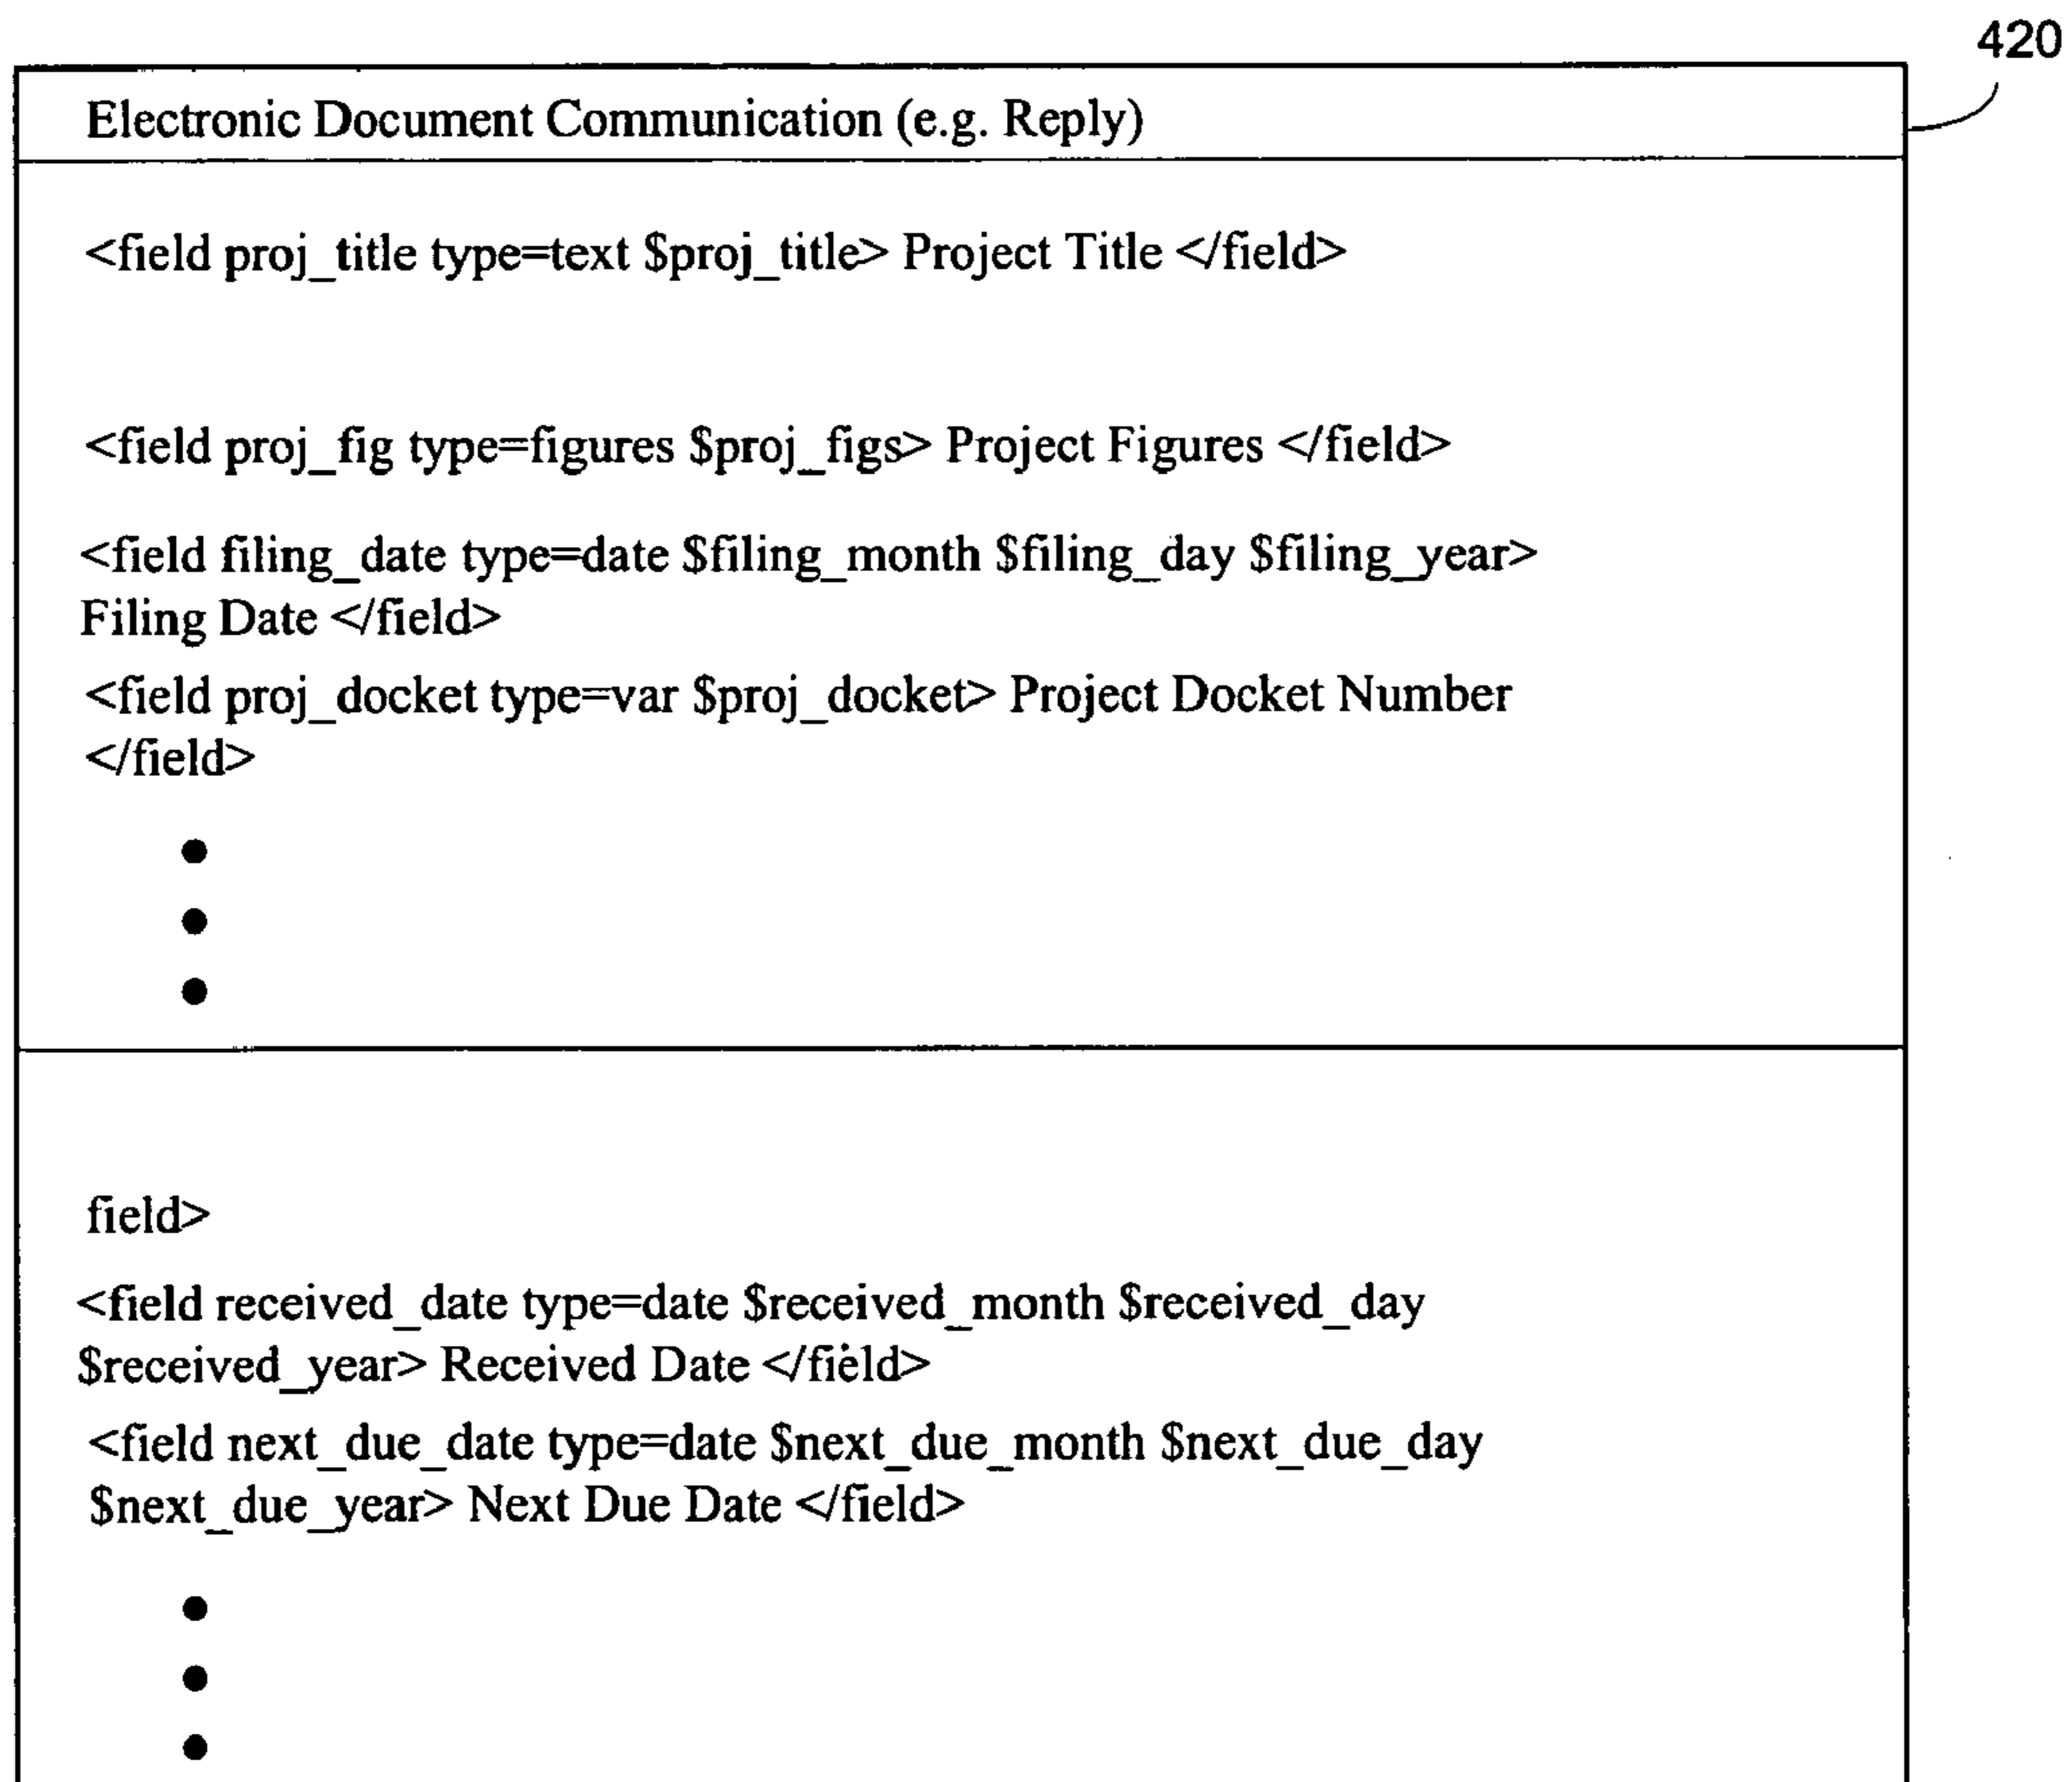 420
Electronic Document Communication (e.g. Reply)
<field proj_title type=text $proj_title> Project Title </field>
<field proj_fig type=figures $proj_figs> Project Figures </field>
<field filing_date type=date $filing_month $filing_day $filing_year>
Filing Date </field>
<field proj_docket type=var $proj_docket> Project Docket Number
</field>
field>
<field received_date type=date $received_month $received_day
$received_year> Received Date </field>
<field next_due_date type=date $next_due_month $next_due_day
$next_due_year> Next Due Date </field>